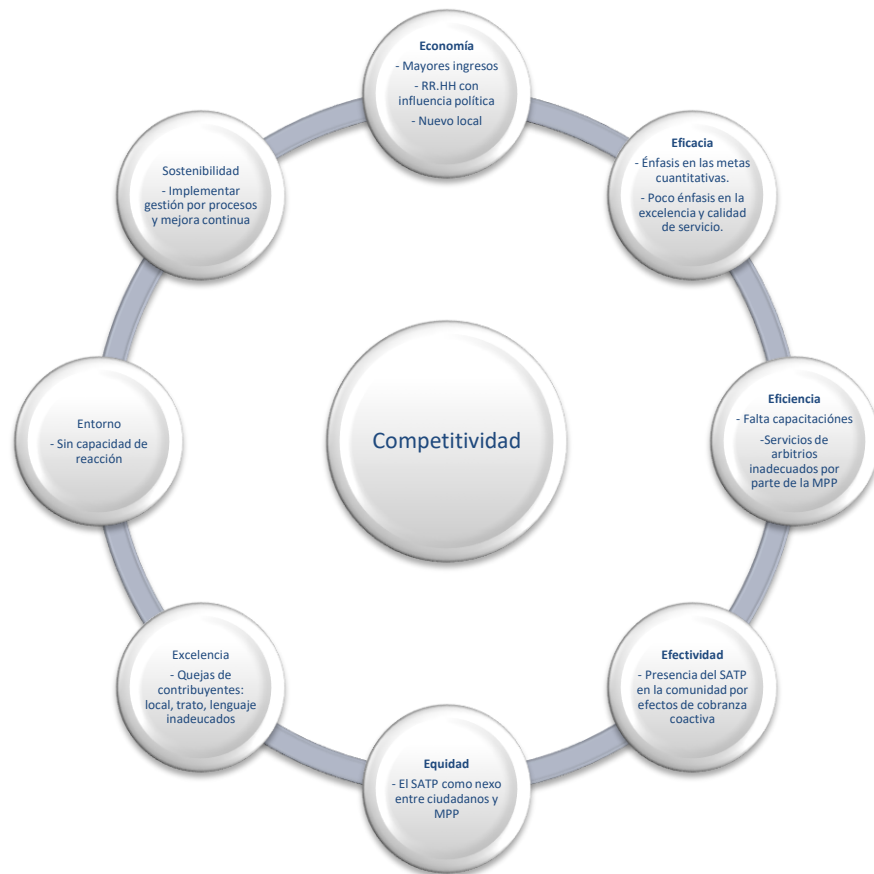 Economía
- Mayores ingresos
- RR.HH con
influencia política
- Nuevo local
Eficacia
- Énfasis en las metas
cuantitativas.
- Poco énfasis en la
excelencia y calidad
de servicio.
Eficiencia
- Falta capacitaciónes
-Servicios de
arbitrios
inadecuados por
parte de la MPP
Efectividad
- Presencia del SATP
en la comunidad por
efectos de cobranza
coactiva
Equidad
- El SATP como nexo
entre ciudadanos y
MPP
Excelencia
- Quejas de
contribuyentes:
local, trato, lenguaje
inadeucados
Entorno
- Sin capacidad de
reacción
Sostenibilidad
- Implementar
gestión por procesos
y mejora continua
Competitividad